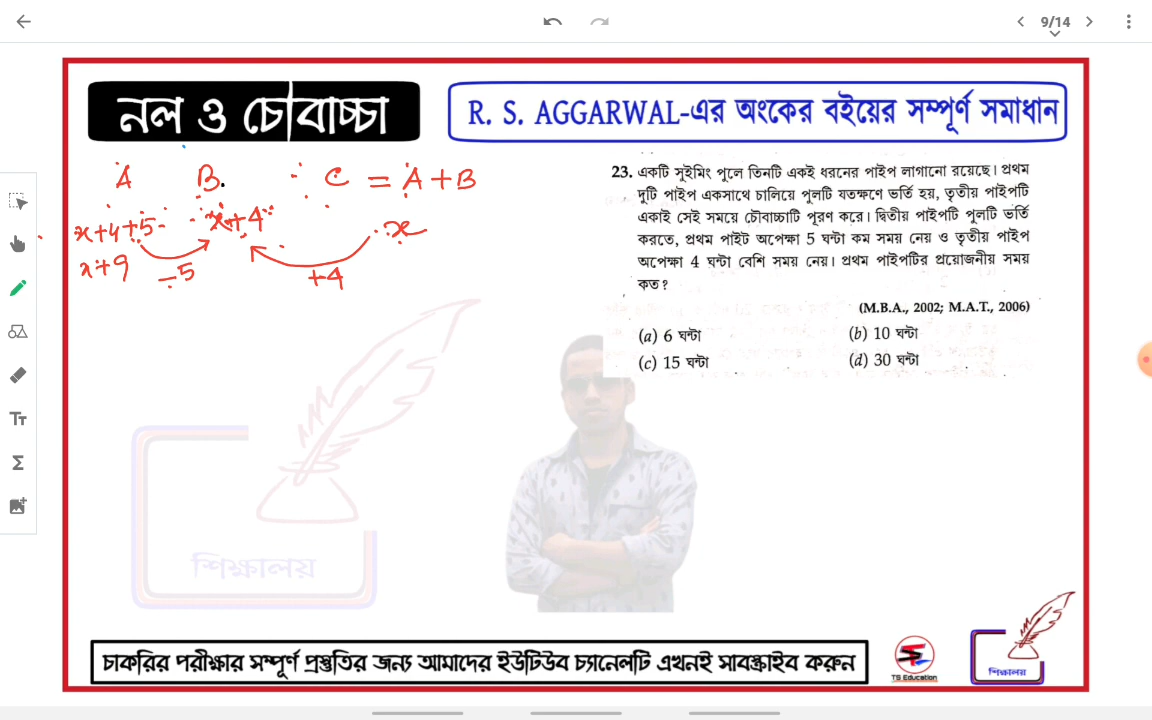 9/14
নল ও চৌবাচ্চা
R. S. AGGARWAL-এর অংকের বইয়ের সম্পূর্ণ সমাধান
A B. C = A + B
x+4+5 x+4 x
x+9 -5 +4
23. একটি সুইমিং পুলে তিনটি একই ধরনের পাইপ লাগানো রয়েছে। প্রথম
দুটি পাইপ একসাথে চালিয়ে পুলটি যতক্ষণে ভর্তি হয়, তৃতীয় পাইপটি
একাই সেই সময়ে চৌবাচ্চাটি পূরণ করে। দ্বিতীয় পাইপটি পুলটি ভর্তি
করতে, প্রথম পাইট অপেক্ষা 5 ঘন্টা কম সময় নেয় ও তৃতীয় পাইপ
অপেক্ষা 4 ঘন্টা বেশি সময় নেয়। প্রথম পাইপটির প্রয়োজনীয় সময়
কত?
(M.B.A., 2002; M.A.T., 2006)
(a) 6 ঘন্টা (b) 10 ঘন্টা
(c) 15 ঘন্টা (d) 30 ঘন্টা
শিক্ষালয়
চাকরির পরীক্ষার সম্পূর্ণ প্রস্তুতির জন্য আমাদের ইউটিউব চ্যানেলটি এখনই সাবস্ক্রাইব করুন
TS Education
শিক্ষালয়